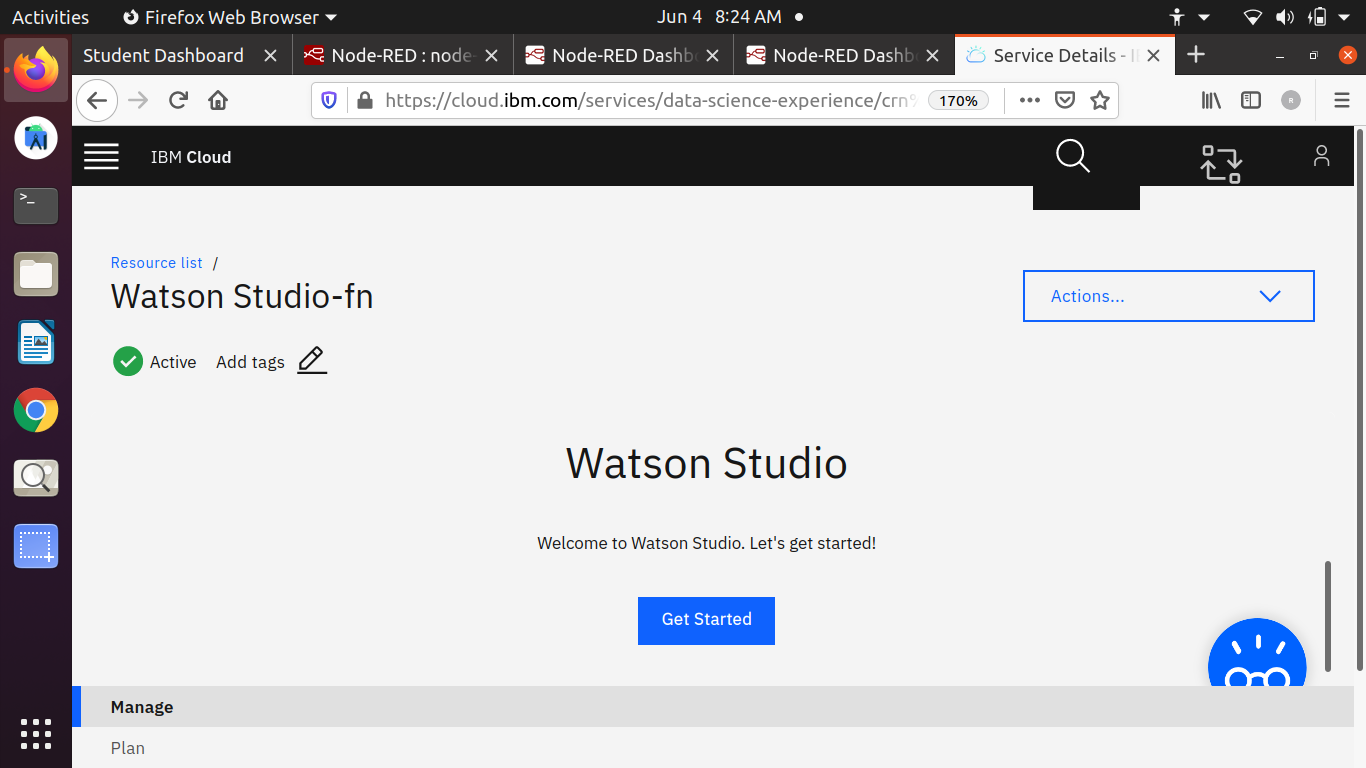 Activities Firefox Web Browser Jun 4 8:24 AM
Student Dashboard Node-RED : node- Node-RED Dashb Node-RED Dashb Service Details - I
https://cloud.ibm.com/services/data-science-experience/crn% 170%
IBM Cloud
Resource list /
Watson Studio-fn
Actions...
Active Add tags
Watson Studio
Welcome to Watson Studio. Let's get started!
Get Started
Manage
Plan